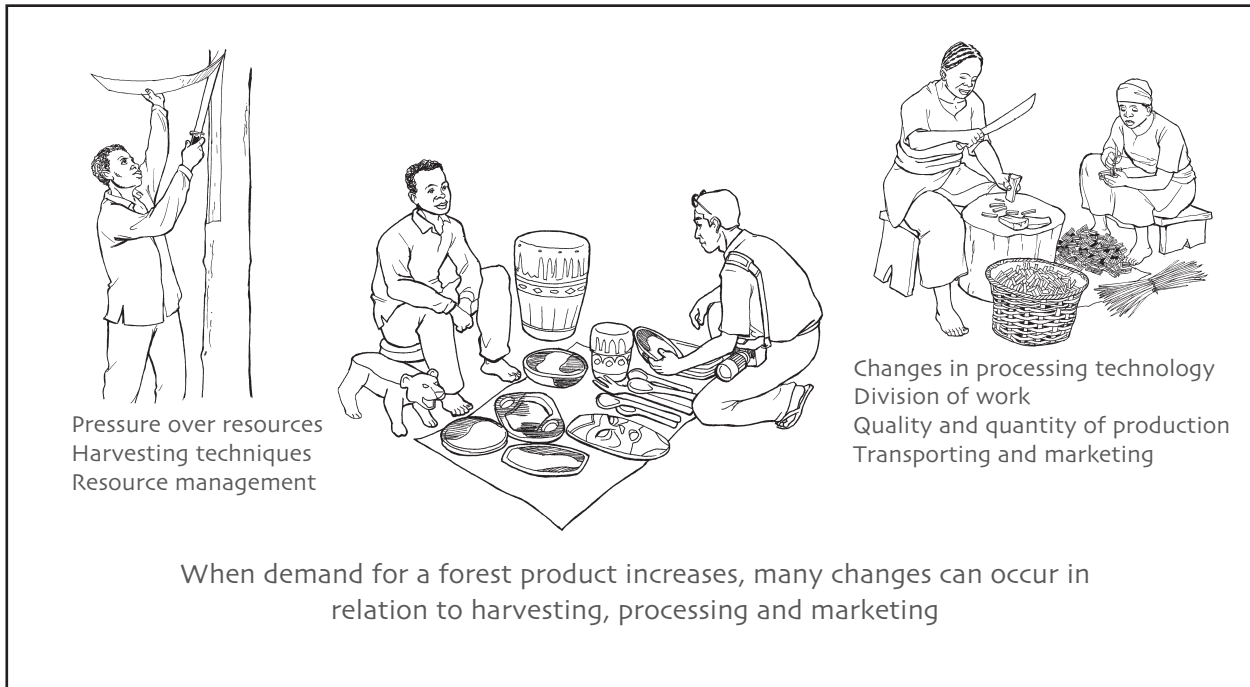 Pressure over resources
Harvesting techniques
Resource management
Changes in processing technology
Division of work
Quality and quantity of production
Transporting and marketing
When demand for a forest product increases, many changes can occur in
relation to harvesting, processing and marketing